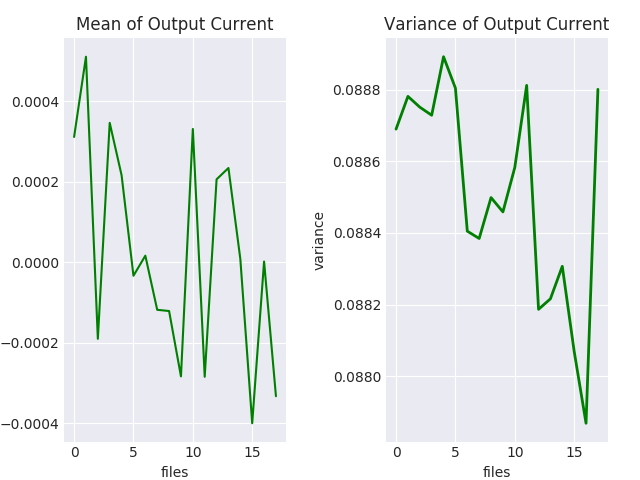 Mean of Output Current
0.0004
0.0002
0.0000
−0.0002
−0.0004
0 5 10 15
files
Variance of Output Current
variance
0.0888
0.0886
0.0884
0.0882
0.0880
0 5 10 15
files